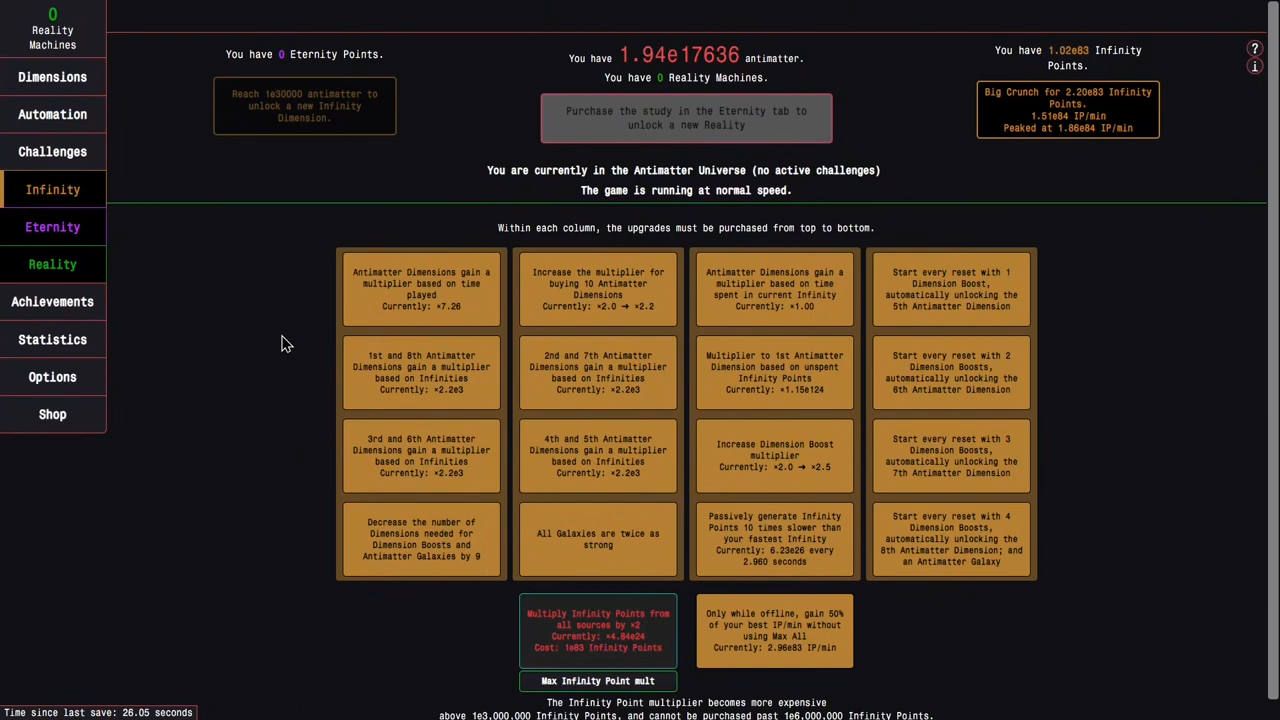 0
Reality
Machines
Dimensions
Automation
Challenges
Infinity
Eternity
Reality
Achievements
Statistics
Options
Shop
You have 0 Eternity Points.
Reach 1e30000 antimatter to
unlock a new Infinity
Dimension.
You have 1.94e17636 antimatter.
You have 0 Reality Machines.
Purchase the study in the Eternity tab to
unlock a new Reality
You have 1.02e83 Infinity
Points.
Big Crunch for 2.20e83 Infinity
Points.
1.51e84 IP/min
Peaked at 1.86e84 IP/min
?
i
You are currently in the Antimatter Universe (no active challenges)
The game is running at normal speed.
Within each column, the upgrades must be purchased from top to bottom.
Antimatter Dimensions gain a
multiplier based on time
played
Currently: ×7.26
Increase the multiplier for
buying 10 Antimatter
Dimensions
Currently: ×2.0 → ×2.2
Antimatter Dimensions gain a
multiplier based on time
spent in current Infinity
Currently: ×1.00
Start every reset with 1
Dimension Boost,
automatically unlocking the
5th Antimatter Dimension
1st and 8th Antimatter
Dimensions gain a multiplier
based on Infinities
Currently: ×2.2e3
2nd and 7th Antimatter
Dimensions gain a multiplier
based on Infinities
Currently: ×2.2e3
Multiplier to 1st Antimatter
Dimension based on unspent
Infinity Points
Currently: ×1.15e124
Start every reset with 2
Dimension Boosts,
automatically unlocking the
6th Antimatter Dimension
3rd and 6th Antimatter
Dimensions gain a multiplier
based on Infinities
Currently: ×2.2e3
4th and 5th Antimatter
Dimensions gain a multiplier
based on Infinities
Currently: ×2.2e3
Increase Dimension Boost
multiplier
Currently: ×2.0 → ×2.5
Start every reset with 3
Dimension Boosts,
automatically unlocking the
7th Antimatter Dimension
Decrease the number of
Dimensions needed for
Dimension Boosts and
Antimatter Galaxies by 9
All Galaxies are twice as
strong
Passively generate Infinity
Points 10 times slower than
your fastest Infinity
Currently: 6.23e26 every
2.960 seconds
Start every reset with 4
Dimension Boosts,
automatically unlocking the
8th Antimatter Dimension; and
an Antimatter Galaxy
Multiply Infinity Points from
all sources by ×2
Currently: ×4.84e24
Cost: 1e83 Infinity Points
Max Infinity Point mult
Only while offline, gain 50%
of your best IP/min without
using Max All
Currently: 2.96e83 IP/min
The Infinity Point multiplier becomes more expensive
above 1e3,000,000 Infinity Points, and cannot be purchased past 1e6,000,000 Infinity Points.
Time since last save: 26.05 seconds